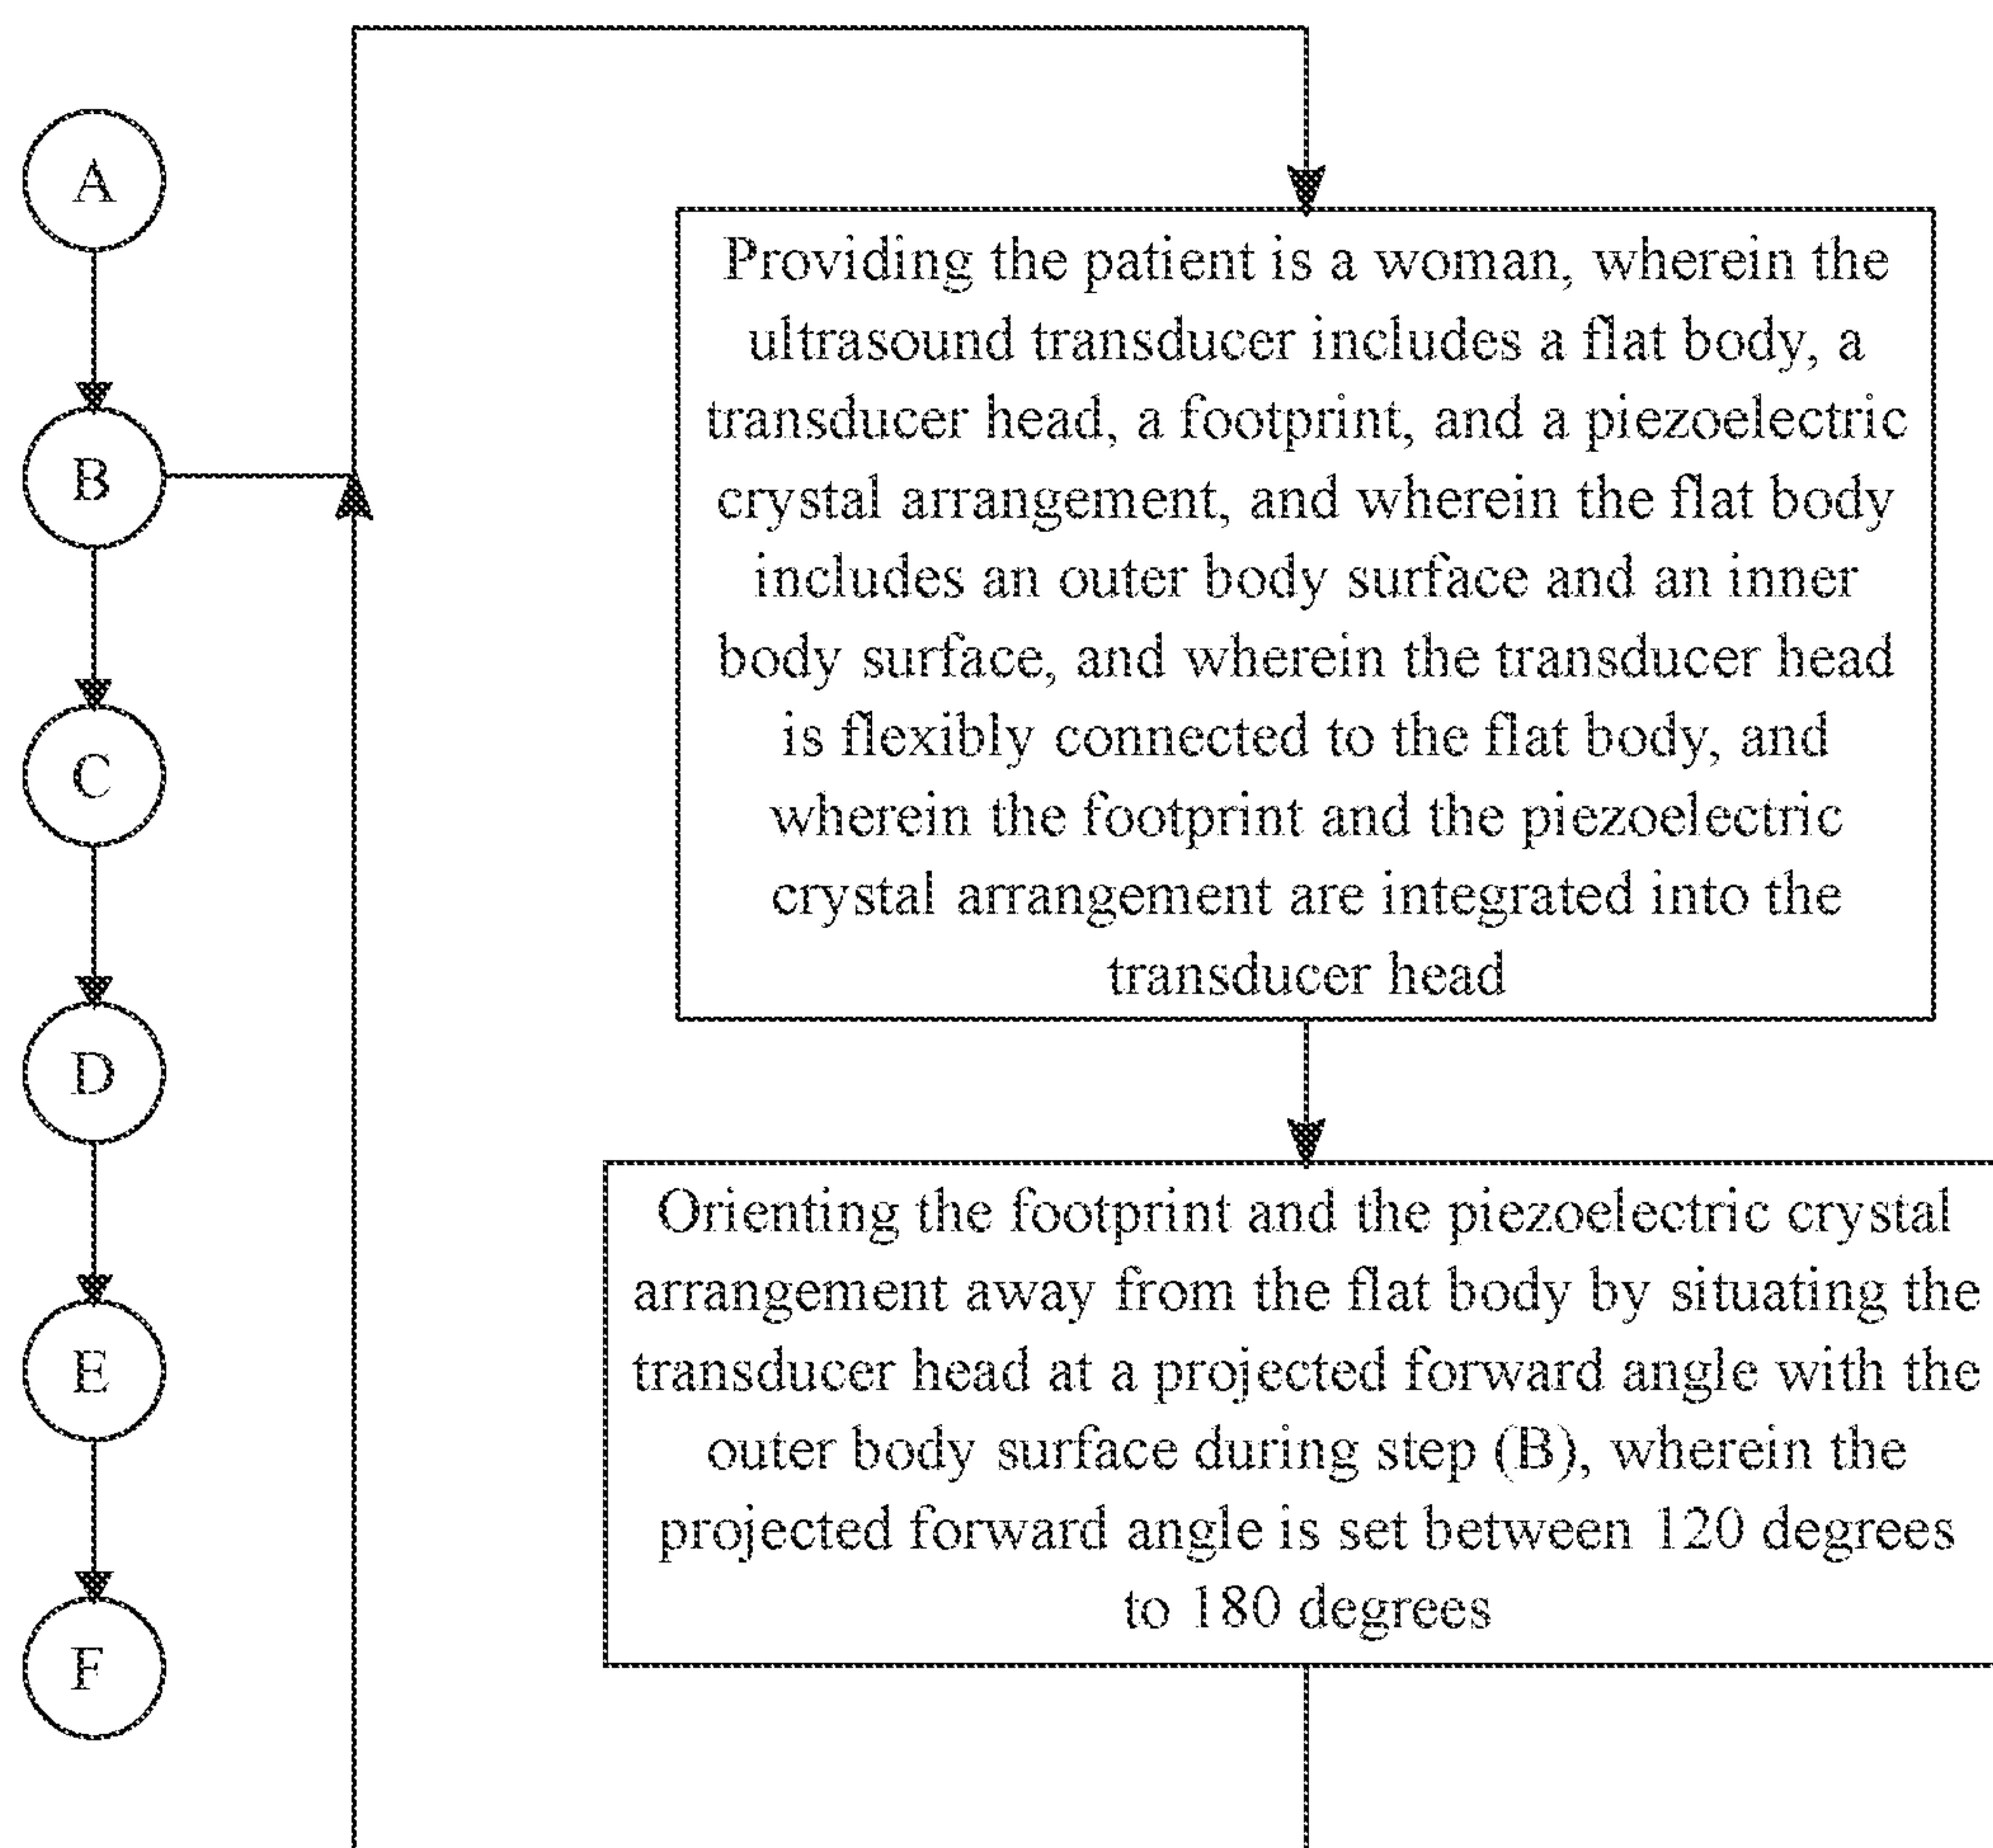 A
B
C
D
E
F
Providing the patient is a woman, wherein the
ultrasound transducer includes a flat body, a
transducer head, a footprint, and a piezoelectric
crystal arrangement, and wherein the flat body
includes an outer body surface and an inner
body surface, and wherein the transducer head
is flexibly connected to the flat body, and
wherein the footprint and the piezoelectric
crystal arrangement are integrated into the
transducer head
Orienting the footprint and the piezoelectric crystal
arrangement away from the flat body by situating the
transducer head at a projected forward angle with the
outer body surface during step (B), wherein the
projected forward angle is set between 120 degrees
to 180 degrees